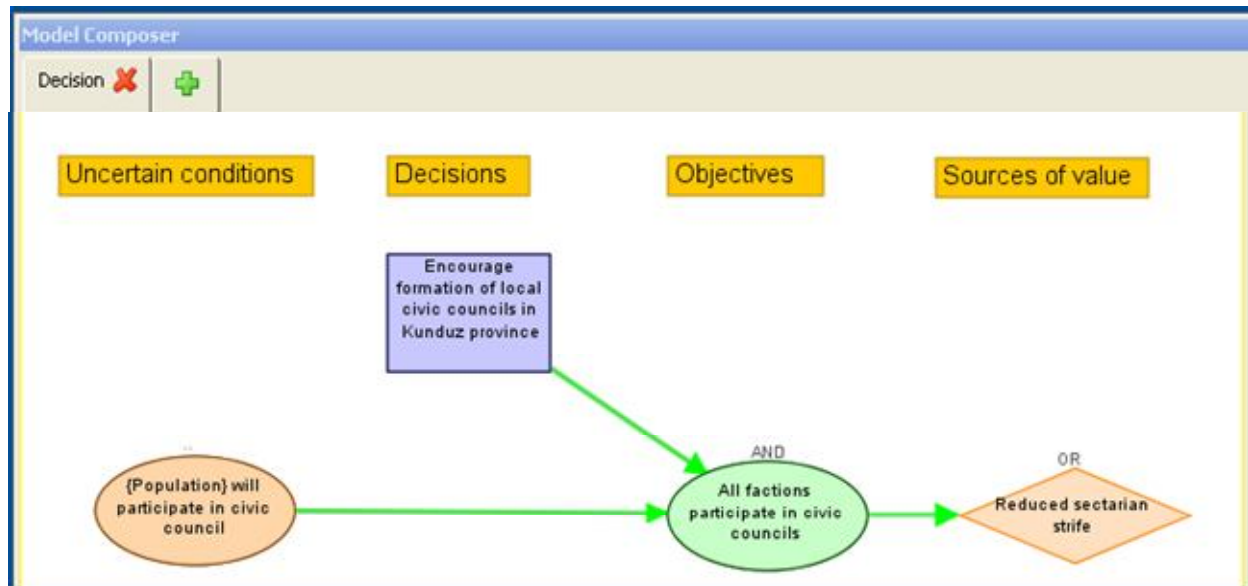 Model Composer
Decision
Uncertain conditions
Decisions
Objectives
Sources of value
Encourage
formation of local
civic councils in
Kunduz province
{Population} will
participate in civic
council
AND
All factions
participate in civic
councils
OR
Reduced sectarian
strife